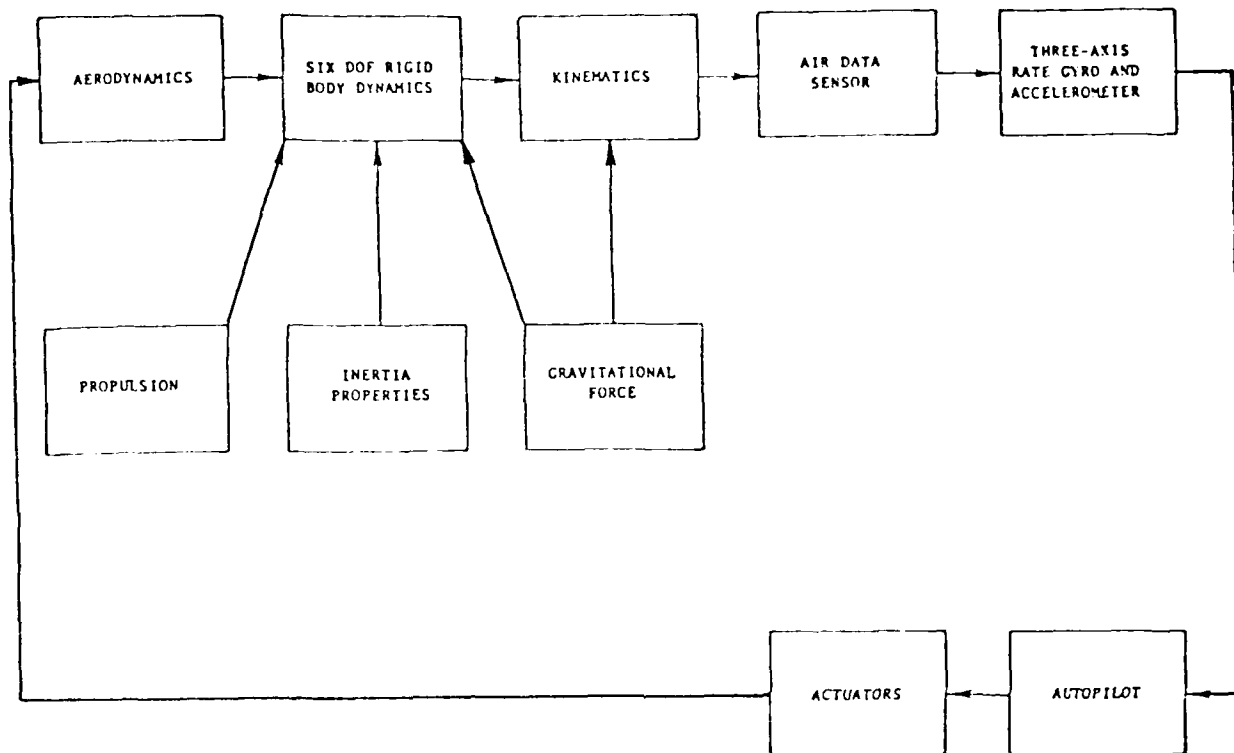 AERODYNAMICS
SIX DOF RIGID
BODY DYNAMICS
KINEMATICS
AIR DATA
SENSOR
THREE-AXIS
RATE GYRO AND
ACCELEROMETER
PROPULSION
INERTIA
PROPERTIES
GRAVITATIONAL
FORCE
ACTUATORS
AUTOPILOT